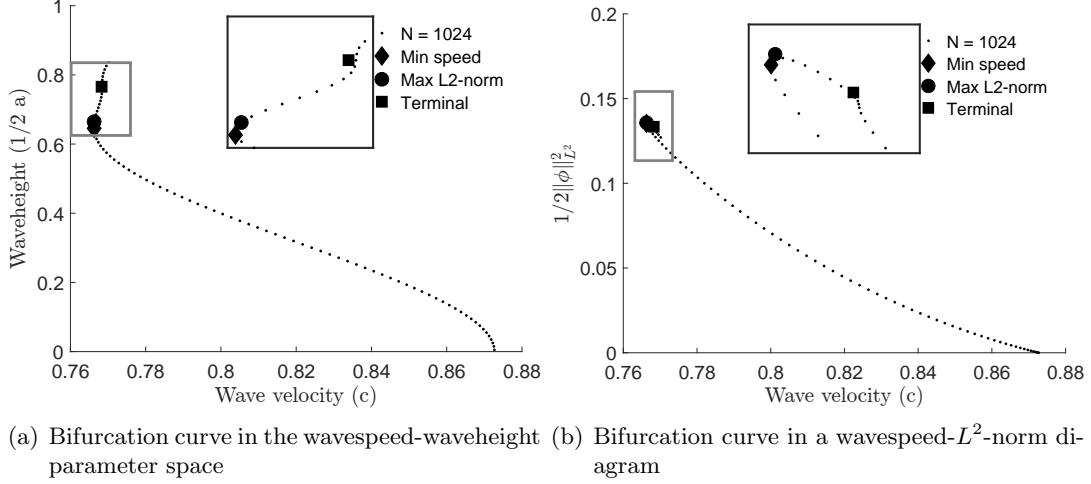 1
0.8
0.6
0.4
0.2
0
0.76
0.78
0.80
0.82
0.84
0.86
0.88
Waveheight (1/2 a)
Wave velocity (c)
N = 1024
Min speed
Max L2-norm
Terminal
0.2
0.15
0.1
0.05
0
0.76
0.78
0.80
0.82
0.84
0.86
0.88
1/2||ϕ||²_{L²}
Wave velocity (c)
N = 1024
Min speed
Max L2-norm
Terminal
(a) Bifurcation curve in the wavespeed-waveheight
parameter space
(b) Bifurcation curve in a wavespeed-L²-norm di-
agram